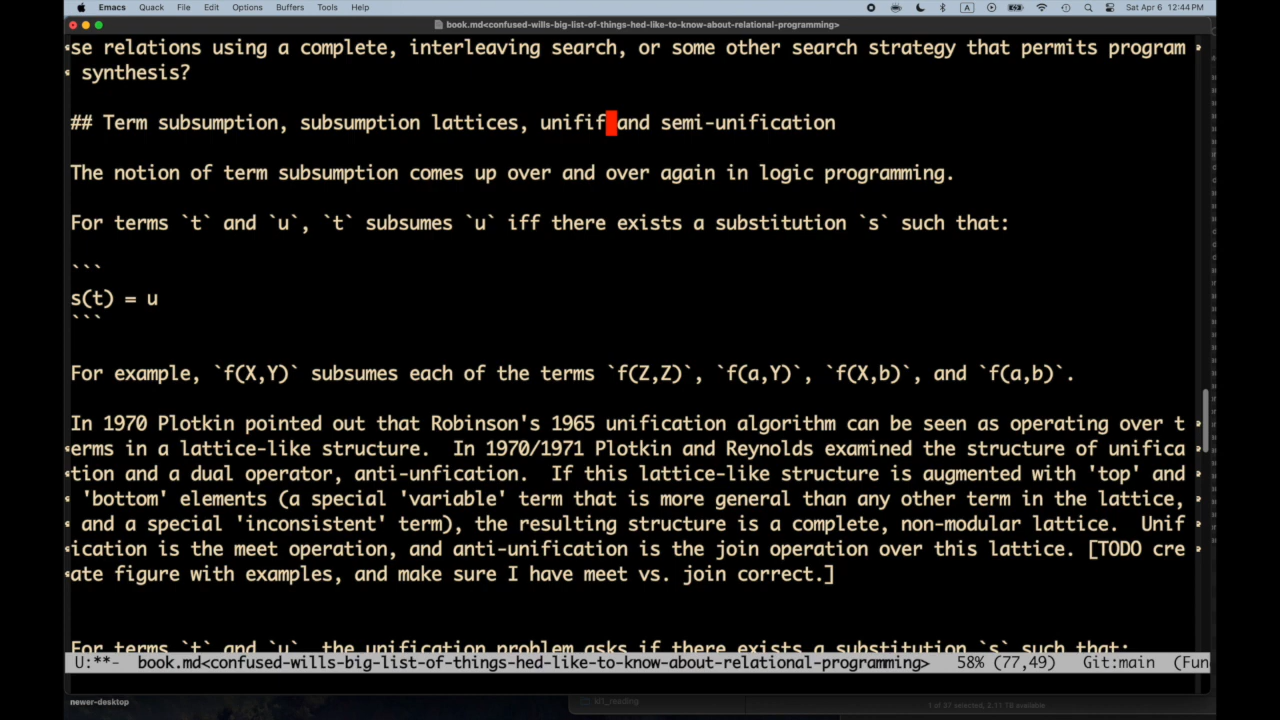 Emacs Quack File Edit Options Buffers Tools Help
A
Sat Apr 6 12:44 PM
book.md<confused-wills-big-list-of-things-hed-like-to-know-about-relational-programming>
se relations using a complete, interleaving search, or some other search strategy that permits program
synthesis?
## Term subsumption, subsumption lattices, unifif and semi-unification
The notion of term subsumption comes up over and over again in logic programming.
For terms `t` and `u`, `t` subsumes `u` iff there exists a substitution `s` such that:
```
s(t) = u
```
For example, `f(X,Y)` subsumes each of the terms `f(Z,Z)`, `f(a,Y)`, `f(X,b)`, and `f(a,b)`.
In 1970 Plotkin pointed out that Robinson's 1965 unification algorithm can be seen as operating over t
erms in a lattice-like structure.  In 1970/1971 Plotkin and Reynolds examined the structure of unifica
tion and a dual operator, anti-unfication.  If this lattice-like structure is augmented with 'top' and
'bottom' elements (a special 'variable' term that is more general than any other term in the lattice,
and a special 'inconsistent' term), the resulting structure is a complete, non-modular lattice.  Unif
ication is the meet operation, and anti-unification is the join operation over this lattice. [TODO cre
ate figure with examples, and make sure I have meet vs. join correct.]
For terms `t` and `u`, the unification problem asks if there exists a substitution `s` such that:
U:**-  book.md<confused-wills-big-list-of-things-hed-like-to-know-about-relational-programming>   58% (77,49)   Git:main  (Fun
newer-desktop
kl1_reading
1 of 37 selected, 2.11 TB available